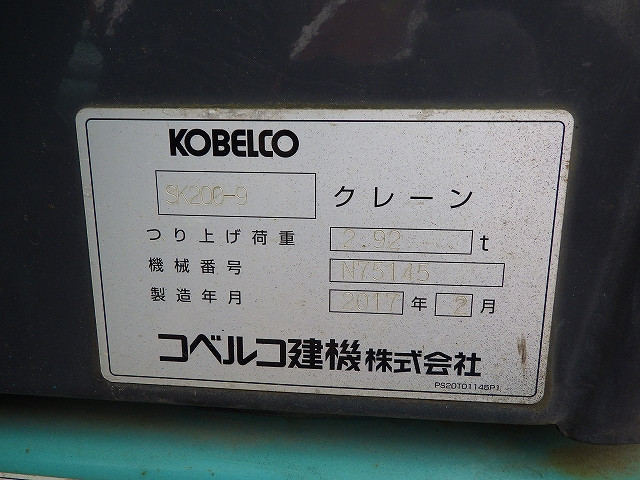 KOBELCO
SK200-9 クレーン
つり上げ荷重 2.92 t
機械番号 N75145
製造年月 2017 年 2 月
コベルコ建機株式会社
PS20T01145P1